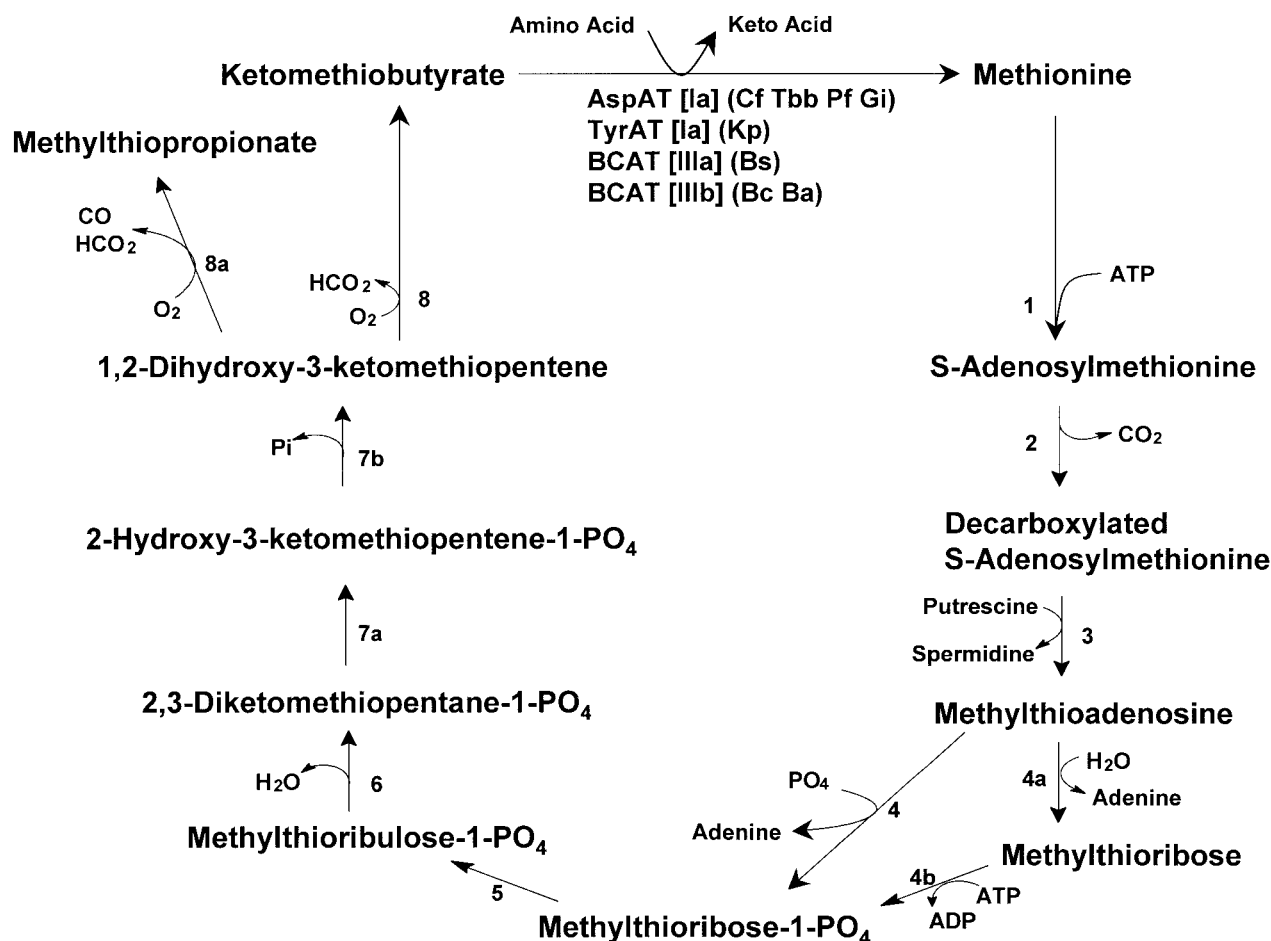 Amino Acid
Keto Acid
Ketomethiobutyrate
Methionine
AspAT [Ia] (Cf Tbb Pf Gi)
TyrAT [Ia] (Kp)
BCAT [IIIa] (Bs)
BCAT [IIIb] (Bc Ba)
Methylthiopropionate
CO
HCO2
8a
O2
HCO2
O2
8
1
ATP
1,2-Dihydroxy-3-ketomethiopentene
S-Adenosylmethionine
Pi
7b
2
CO2
2-Hydroxy-3-ketomethiopentene-1-PO4
Decarboxylated
S-Adenosylmethionine
7a
Putrescine
3
Spermidine
2,3-Diketomethiopentane-1-PO4
Methylthioadenosine
H2O
6
PO4
4
Adenine
4a
H2O
Adenine
Methylthioribulose-1-PO4
Methylthioribose
5
4b
ATP
ADP
Methylthioribose-1-PO4